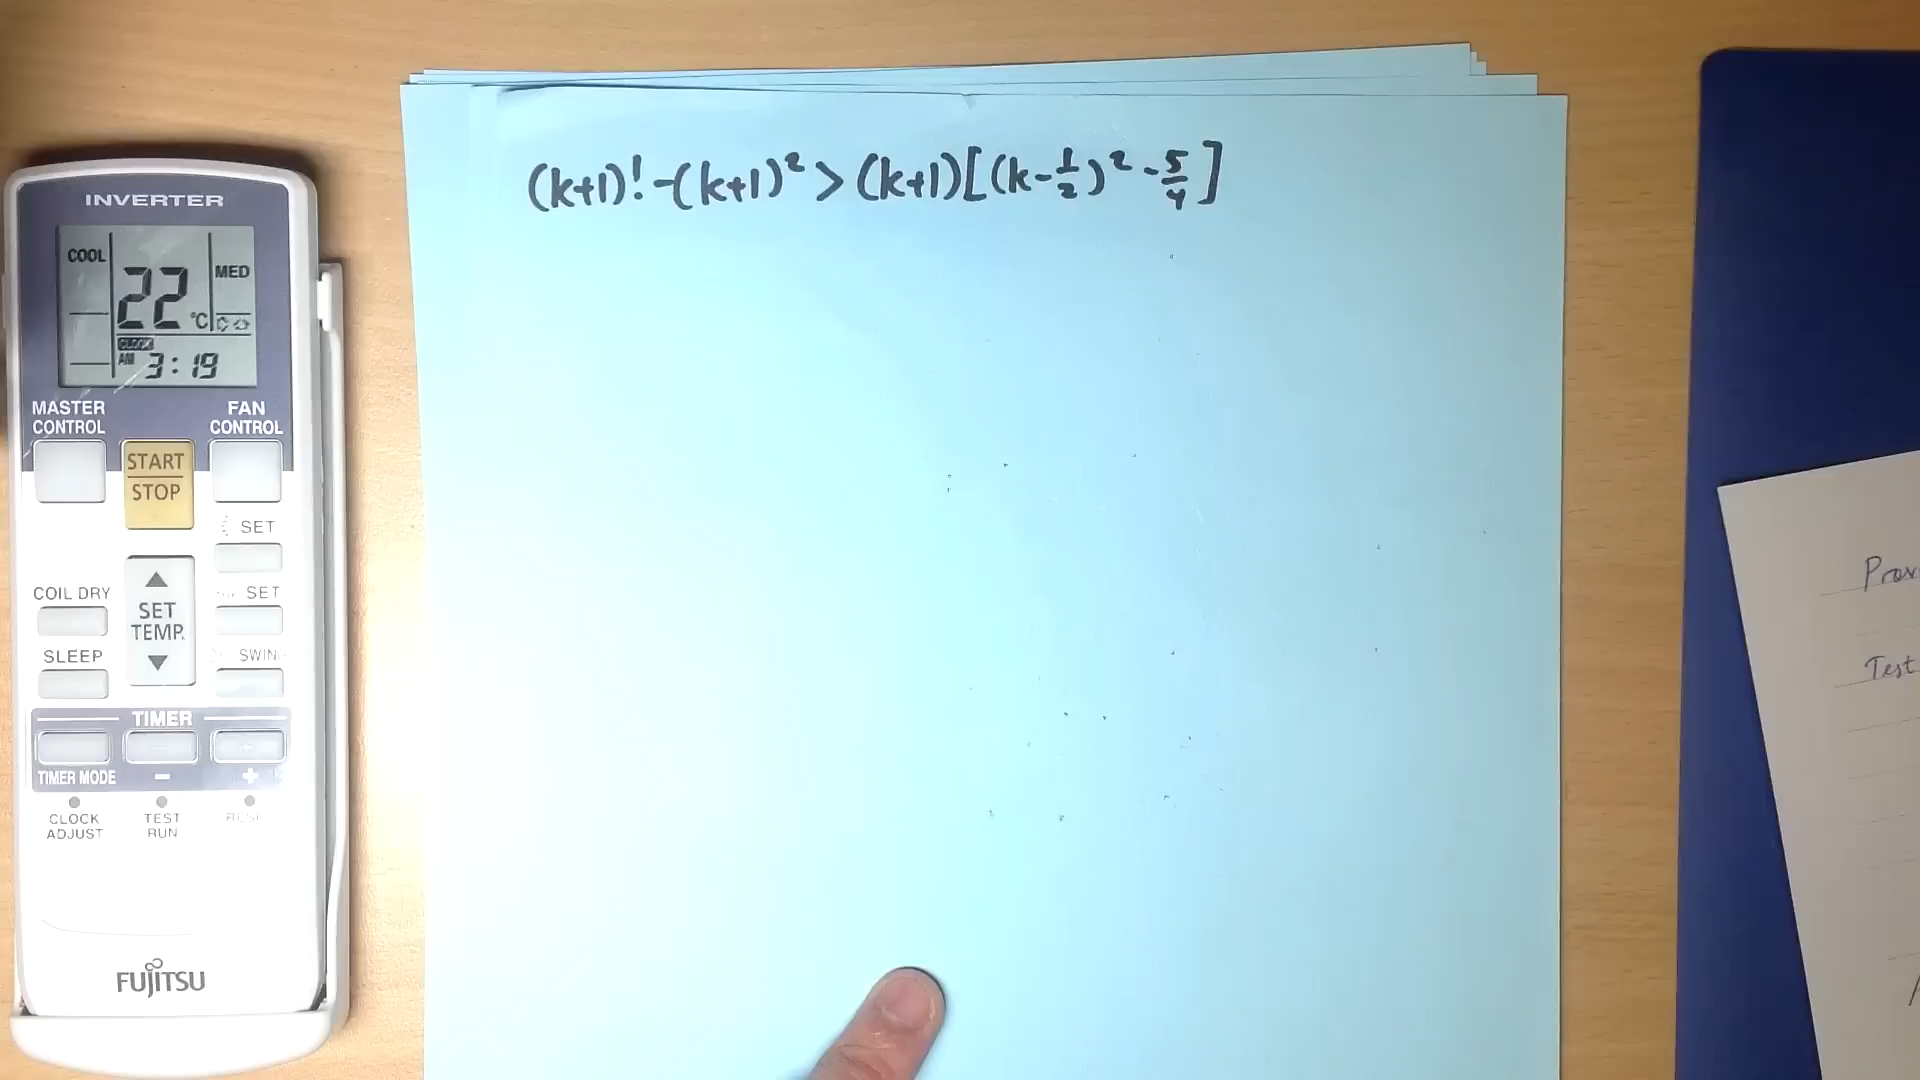 (k+1)! -(k+1)² > (k+1)[(k-1/2)² - 5/4]
INVERTER
COOL
22 °C
MED
CLOCK
AM 3:19
MASTER CONTROL
FAN CONTROL
START
STOP
SET
COIL DRY
SET TEMP.
SET
SLEEP
SWIN
TIMER
TIMER MODE
-
+
CLOCK ADJUST
TEST RUN
FUJITSU
Test